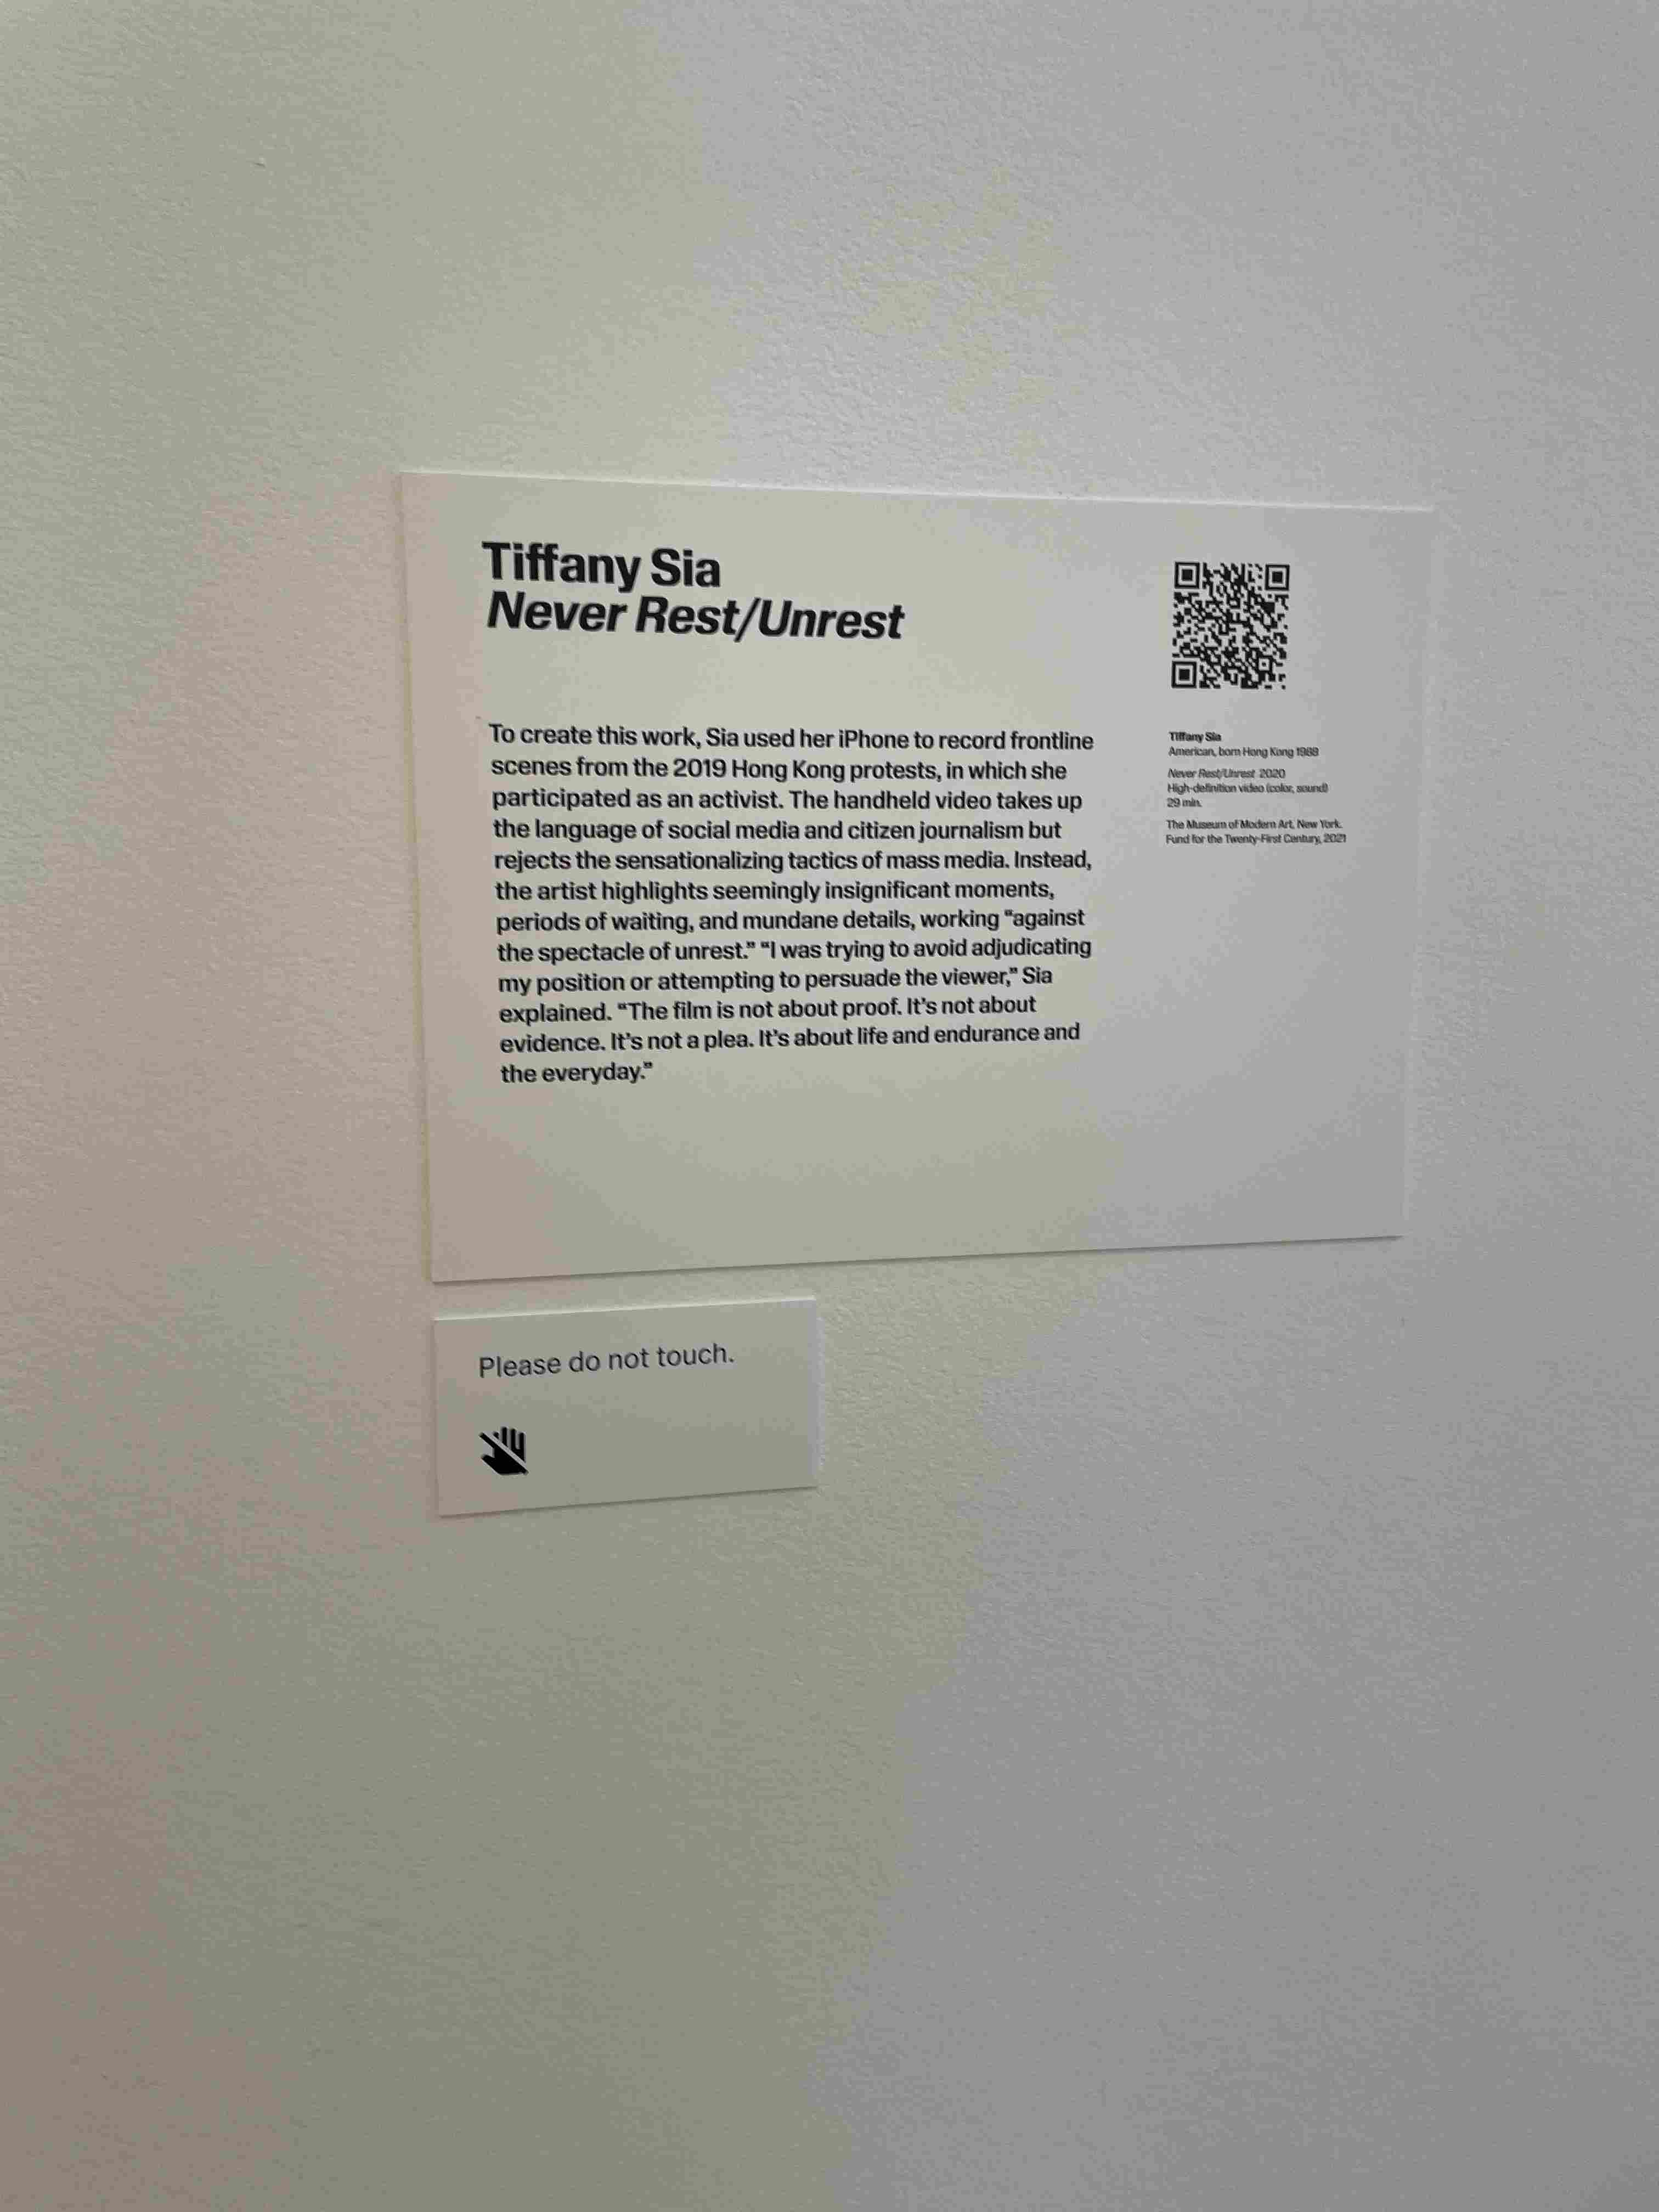 Tiffany Sia
Never Rest/Unrest
To create this work, Sia used her iPhone to record frontline
scenes from the 2019 Hong Kong protests, in which she
participated as an activist. The handheld video takes up
the language of social media and citizen journalism but
rejects the sensationalizing tactics of mass media. Instead,
the artist highlights seemingly insignificant moments,
periods of waiting, and mundane details, working “against
the spectacle of unrest.” “I was trying to avoid adjudicating
my position or attempting to persuade the viewer,” Sia
explained. “The film is not about proof. It’s not about
evidence. It’s not a plea. It’s about life and endurance and
the everyday.”
Tiffany Sia
American, born Hong Kong 1988
Never Rest/Unrest 2020
High-definition video (color, sound)
29 min.
The Museum of Modern Art, New York.
Fund for the Twenty-First Century, 2021
Please do not touch.